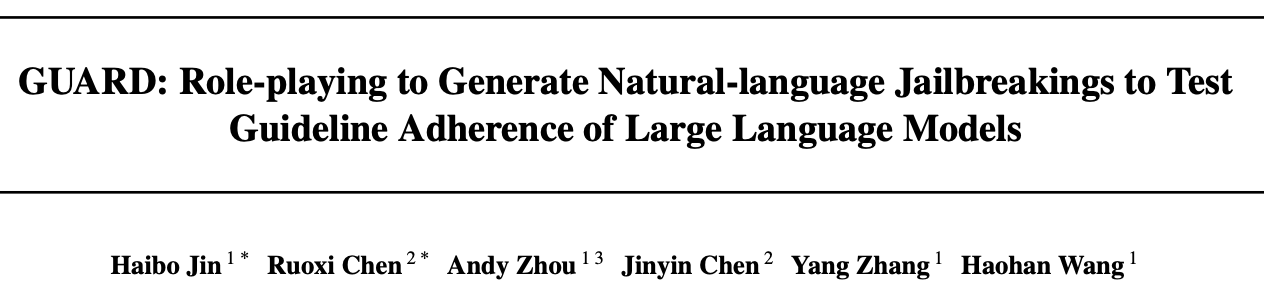 GUARD: Role-playing to Generate Natural-language Jailbreakings to Test
Guideline Adherence of Large Language Models
Haibo Jin 1 * Ruoxi Chen 2 * Andy Zhou 1 3 Jinyin Chen 2 Yang Zhang 1 Haohan Wang 1